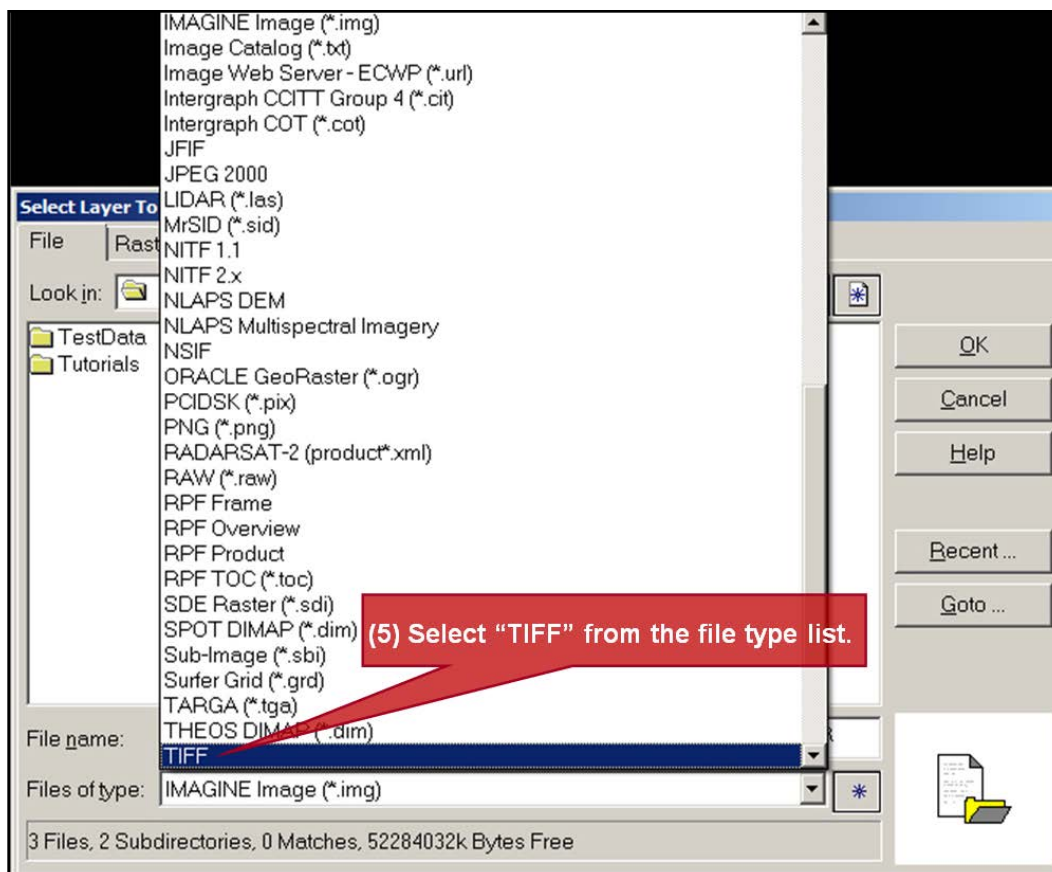 IMAGINE Image (*.img)
Image Catalog (*.txt)
Image Web Server - ECWP (*.url)
Intergraph CCITT Group 4 (*.cit)
Intergraph COT (*.cot)
JFIF
JPEG 2000
LIDAR (*.las)
MrSID (*.sid)
NITF 1.1
NITF 2.x
NLAPS DEM
NLAPS Multispectral Imagery
NSIF
ORACLE GeoRaster (*.ogr)
PCIDSK (*.pix)
PNG (*.png)
RADARSAT-2 (product*.xml)
RAW (*.raw)
RPF Frame
RPF Overview
RPF Product
RPF TOC (*.toc)
SDE Raster (*.sdi)
SPOT DIMAP (*.dim)
Sub-Image (*.sbi)
Surfer Grid (*.grd)
TARGA (*.tga)
THEOS DIMAP (*.dim)
TIFF
(5) Select “TIFF” from the file type list.
Select Layer To
File
Look in:
TestData
Tutorials
OK
Cancel
Help
Recent ...
Goto ...
File name:
Files of type: IMAGINE Image (*.img)
3 Files, 2 Subdirectories, 0 Matches, 52284032k Bytes Free